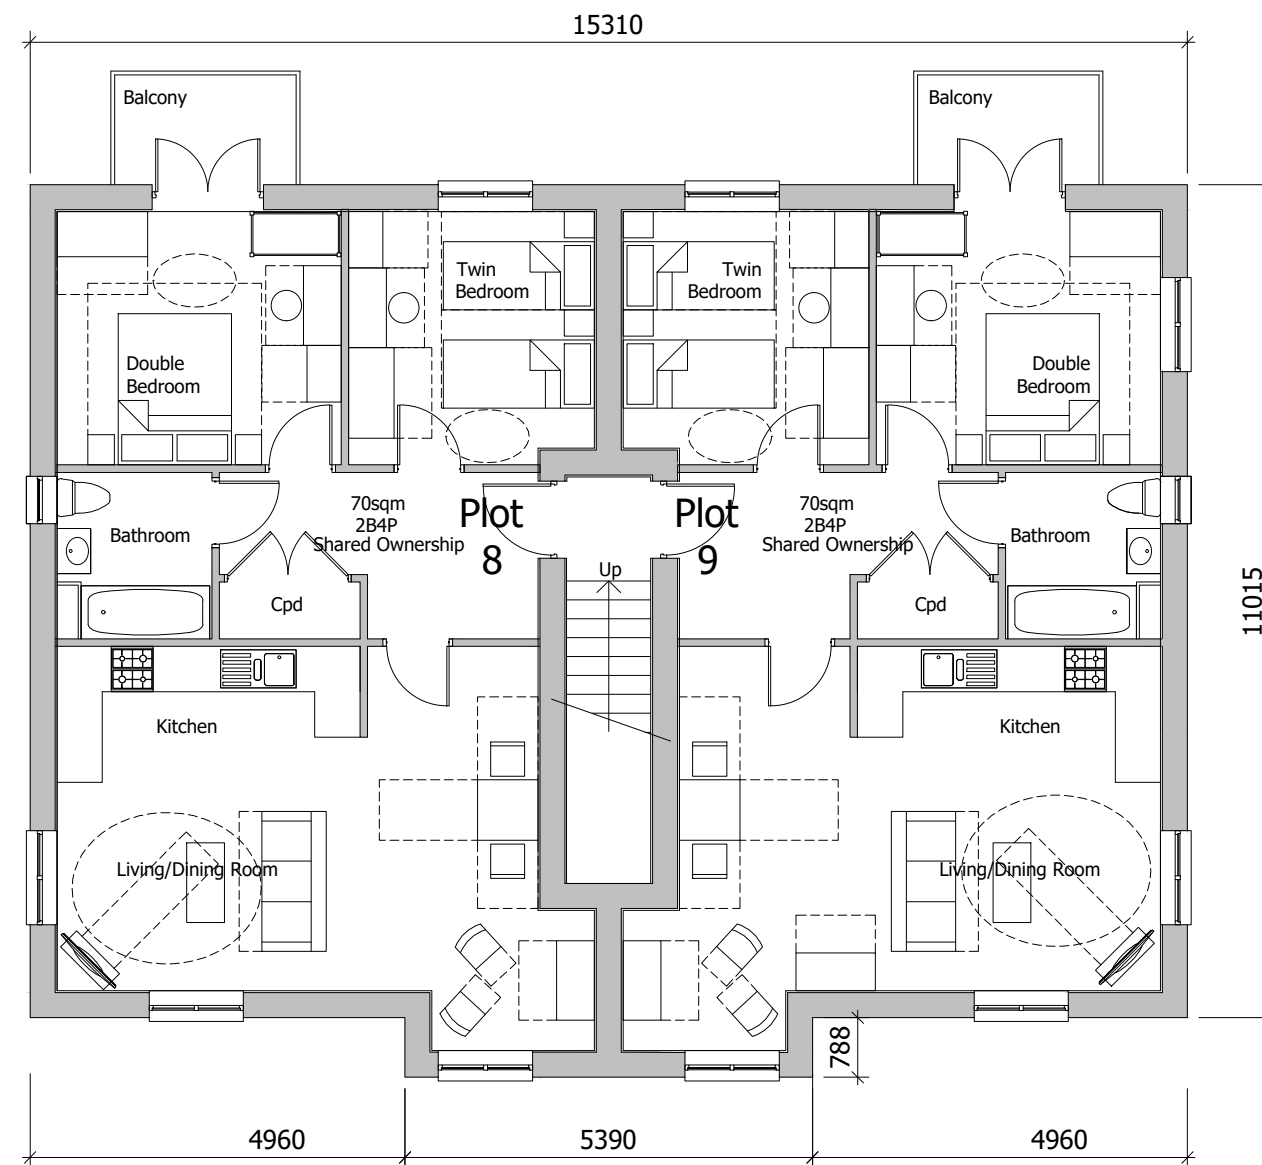 15310
Balcony
Balcony
Twin
Bedroom
Twin
Bedroom
Double
Bedroom
Double
Bedroom
70sqm
2B4P
Shared Ownership
Plot
8
Plot
9
70sqm
2B4P
Shared Ownership
Bathroom
Bathroom
Up
Cpd
Cpd
11015
Kitchen
Kitchen
Living/Dining Room
Living/Dining Room
788
4960
5390
4960